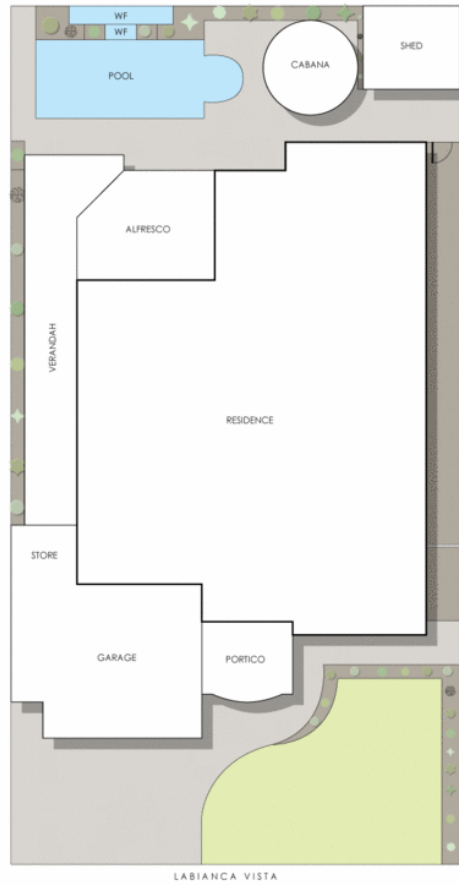 WF
WF
POOL
CABANA
SHED
ALFRESCO
VERANDAH
RESIDENCE
STORE
GARAGE
PORTICO
LABIANCA VISTA